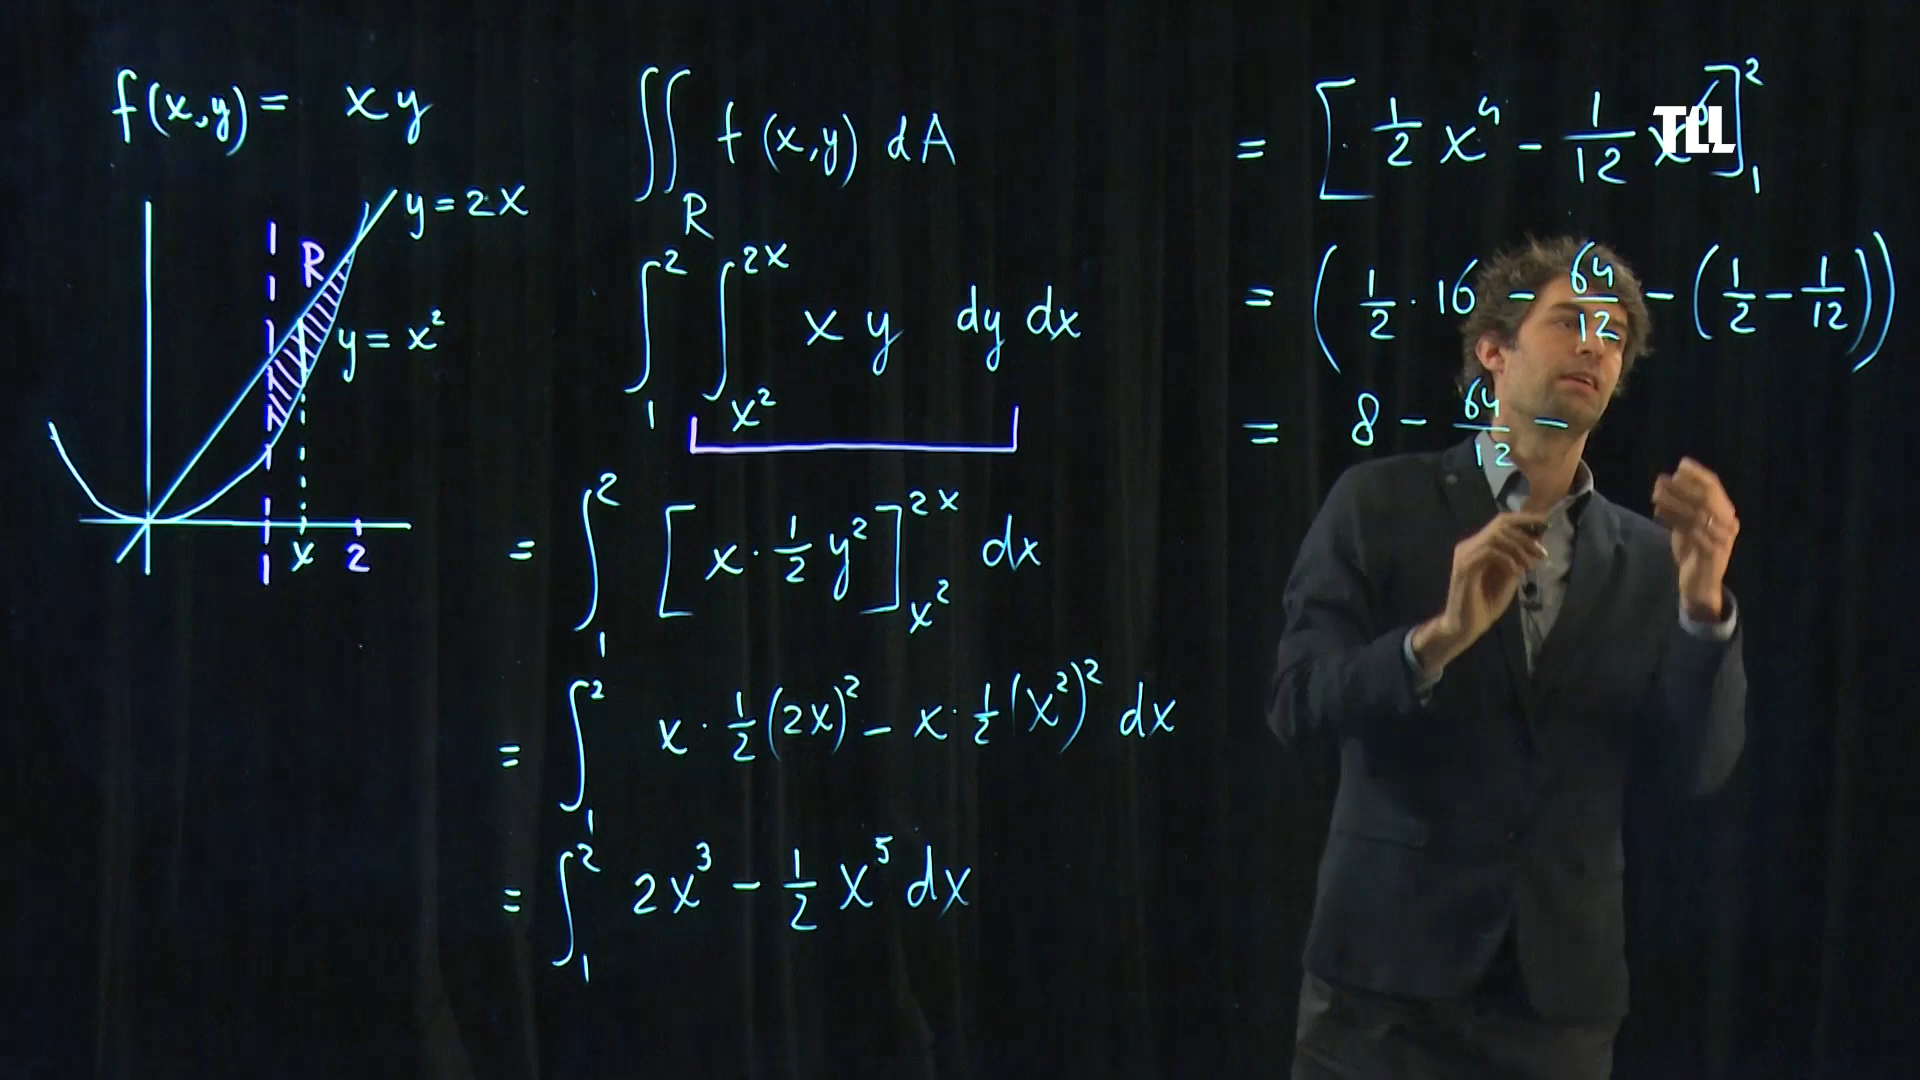 f(x,y) = xy
y = 2x
R
y = x²
1 x 2
∬_R f(x,y) dA
∫_1^2 ∫_{x²}^{2x} x y dy dx
= ∫_1^2 [x · 1/2 y²]_{x²}^{2x} dx
= ∫_1^2 x · 1/2 (2x)² − x · 1/2 (x²)² dx
= ∫_1^2 2x³ − 1/2 x⁵ dx
= [1/2 x⁴ − 1/12 x⁶]_1^2
TLL
= (1/2 · 16 − 64/12 − (1/2 − 1/12))
= 8 − 64/12 −